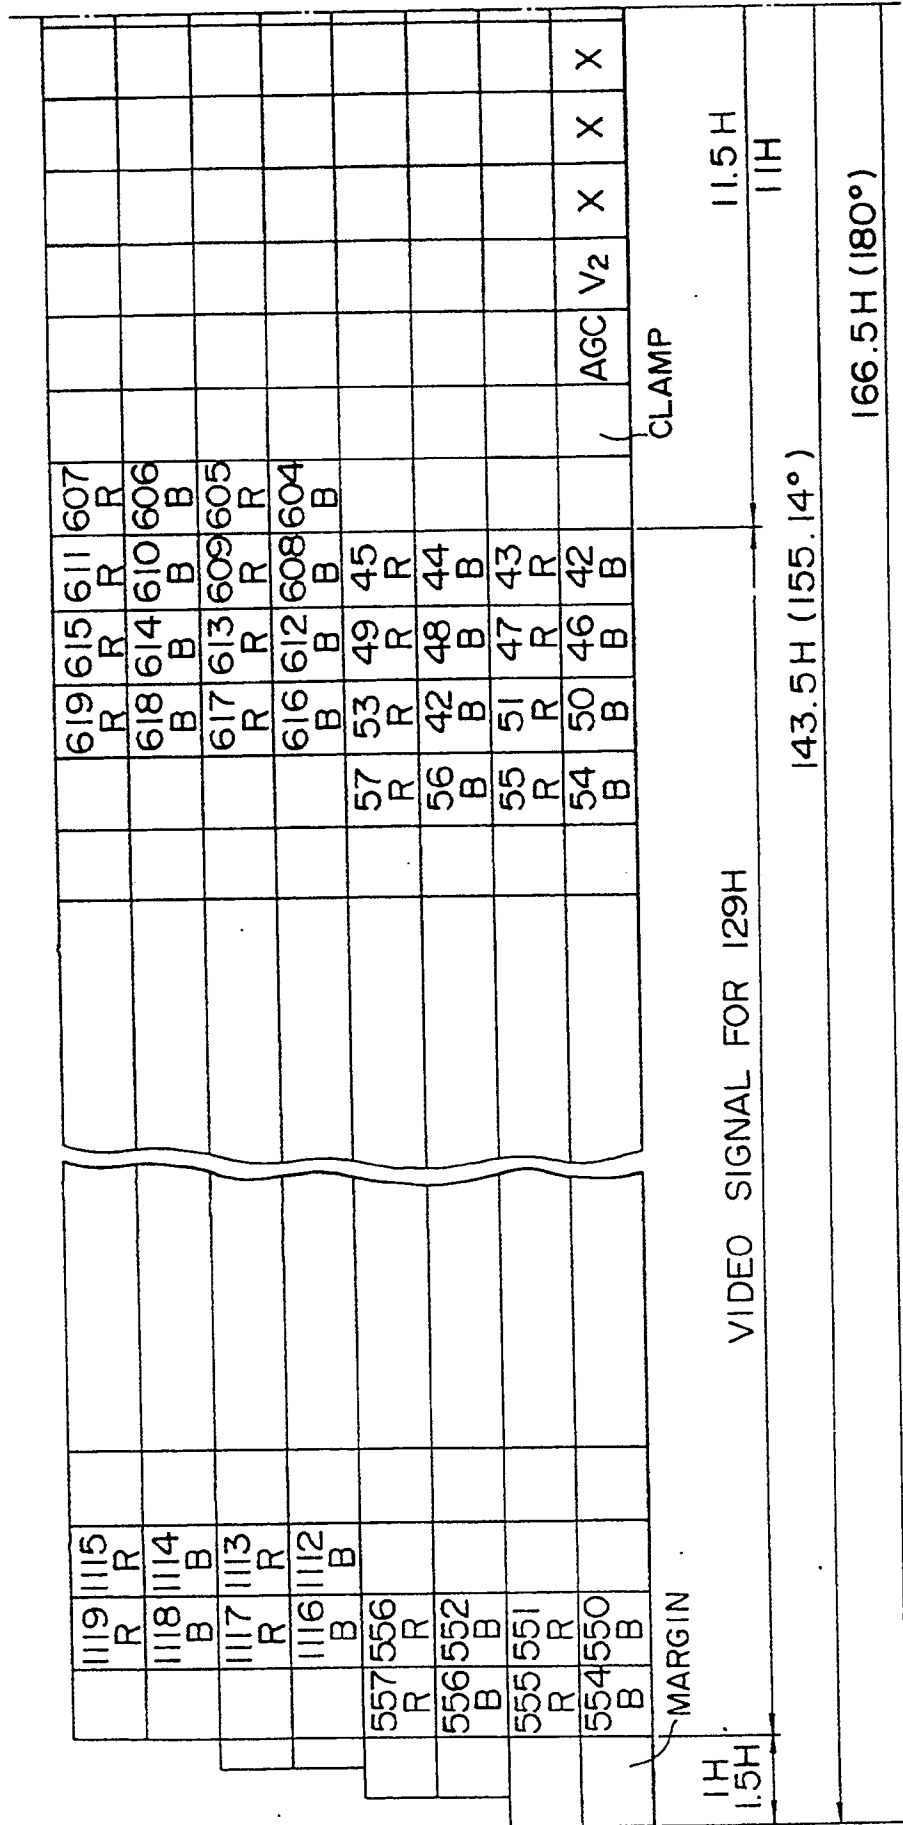 X X X
AGC V2 X X X
CLAMP
607 R
611 R
615 R
619 R
606 B
610 B
614 B
618 B
605 R
609 R
613 R
617 R
604 B
608 B
612 B
616 B
45 R
49 R
53 R
57 R
44 B
48 B
42 B
56 B
43 R
47 R
51 R
55 R
42 B
46 B
50 B
54 B
1119 R
1115 R
1118 B
1114 B
1117 R
1113 R
1116 B
1112 B
557 R
556 R
556 B
552 B
555 R
551 R
554 B
550 B
MARGIN
1H
1.5H
VIDEO SIGNAL FOR 129H
11.5H
11H
143.5H (155.14°)
166.5H (180°)